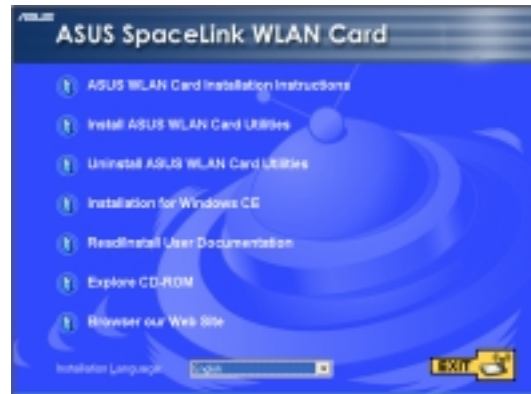 ASUS
ASUS SpaceLink WLAN Card
ASUS WLAN Card Installation Instructions
Install ASUS WLAN Card Utilities
Uninstall ASUS WLAN Card Utilities
Installation for Windows CE
Read/Install User Documentation
Explore CD-ROM
Browser our Web Site
Installation Language: English
EXIT